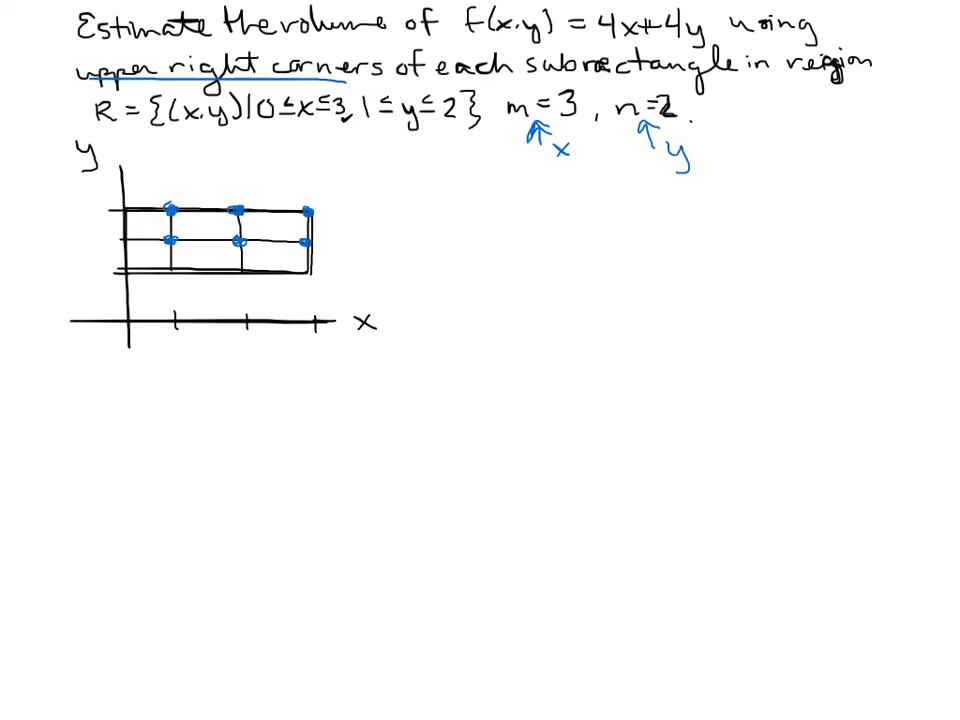 Estimate the volume of f(x,y) = 4x+4y using
upper right corners of each subrectangle in region
R = {(x,y)|0≤x≤3, 1≤y≤2} m=3, n=2.
x y
y
x